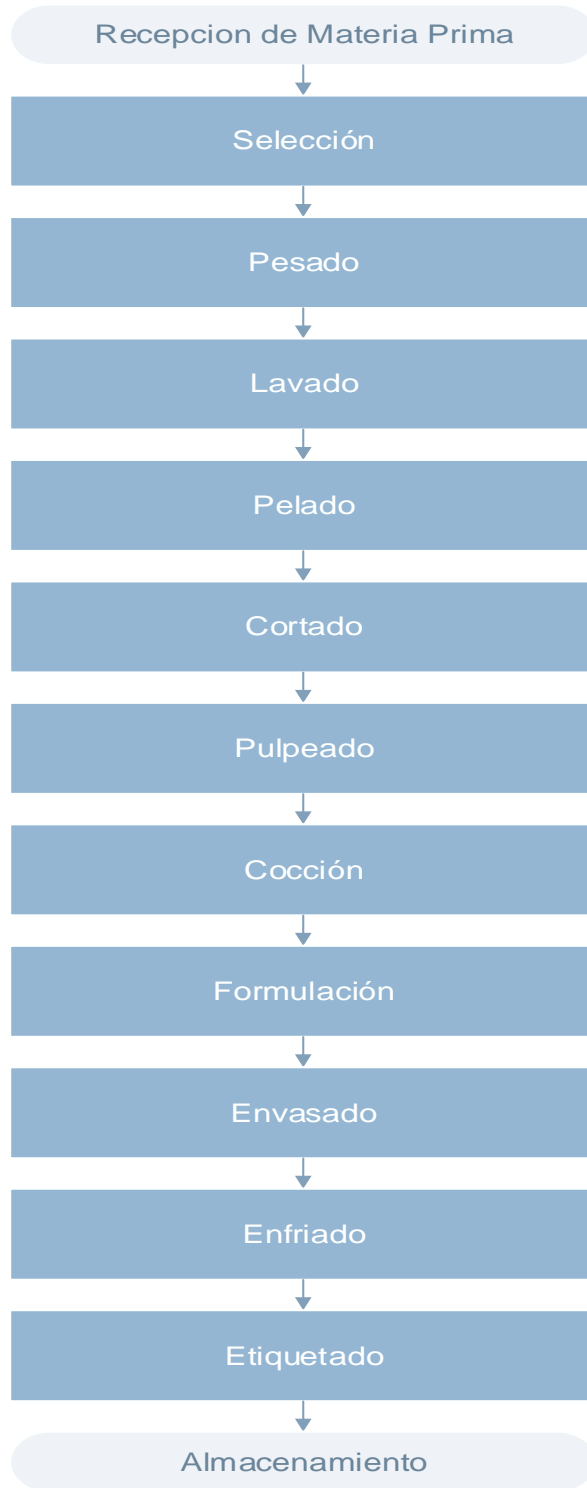 Recepcion de Materia Prima
Selección
Pesado
Lavado
Pelado
Cortado
Pulpeado
Cocción
Formulación
Envasado
Enfriado
Etiquetado
Almacenamiento